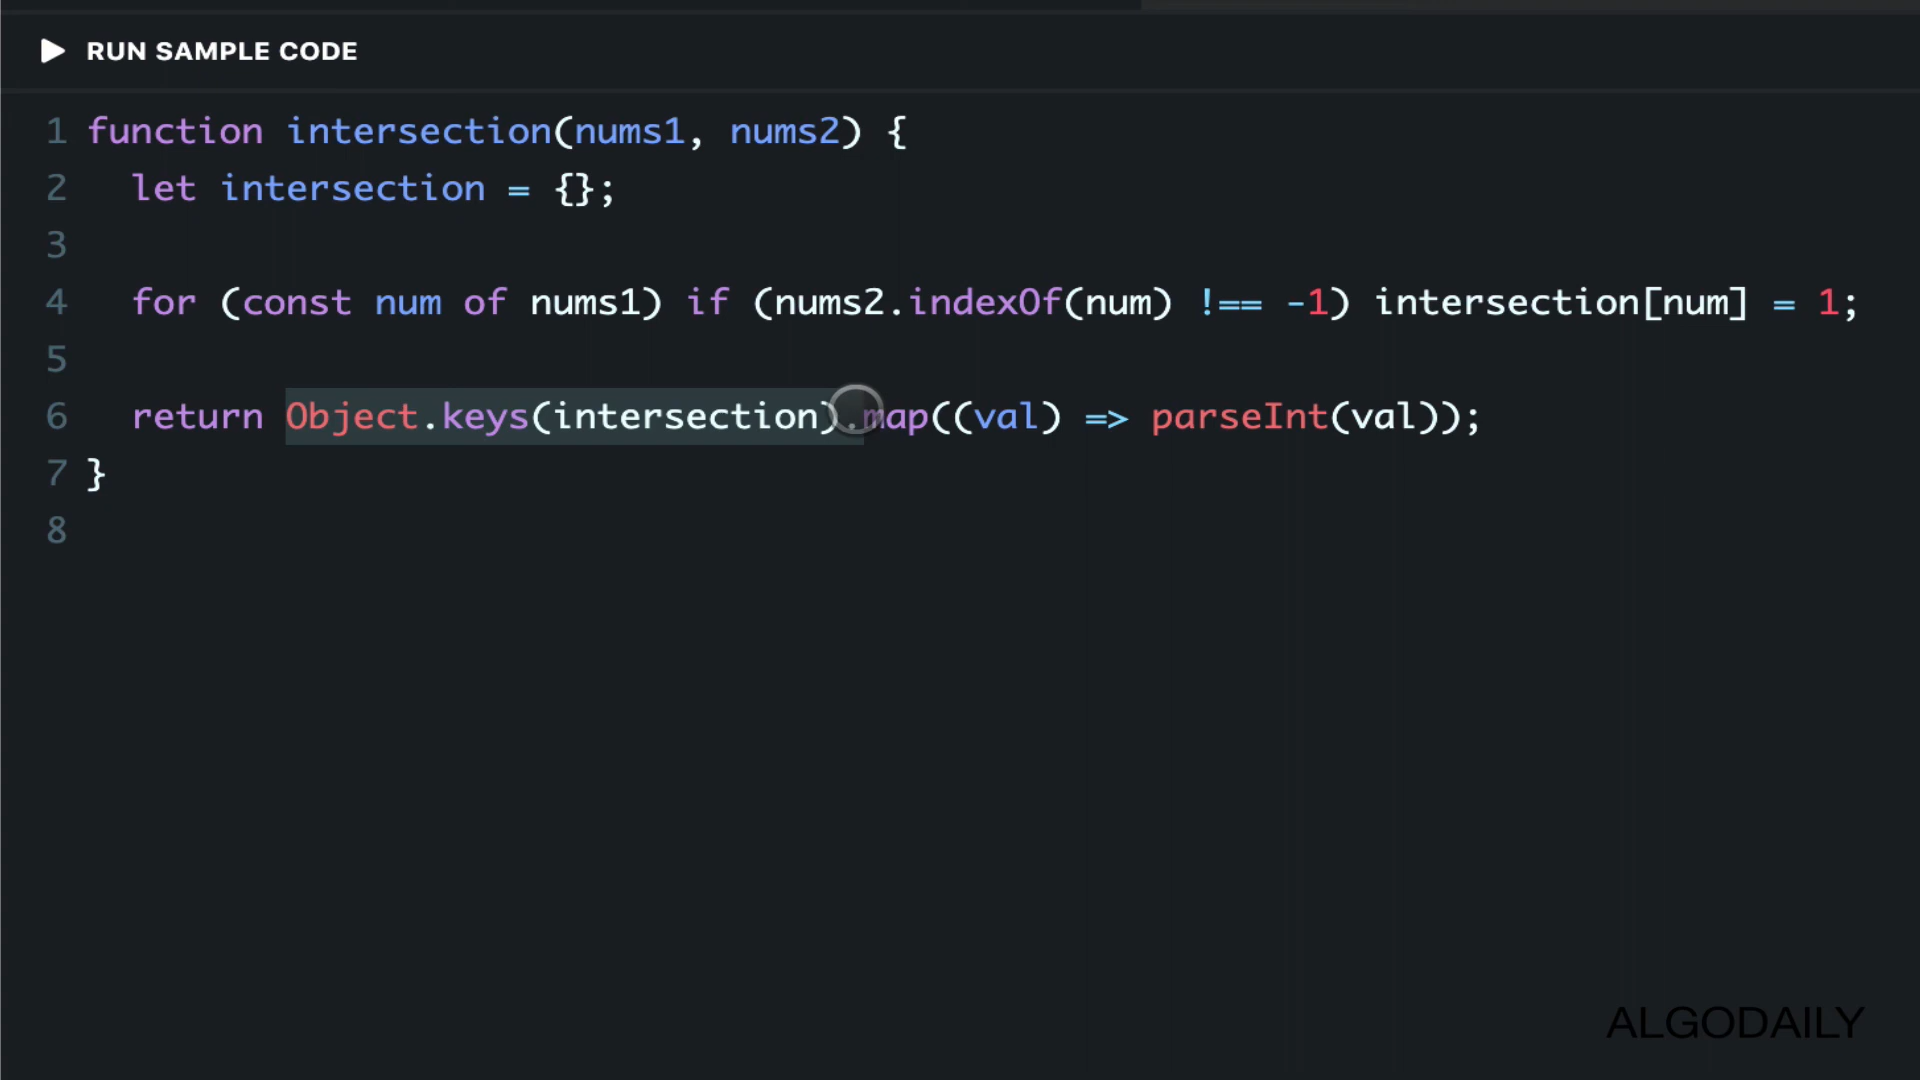 RUN SAMPLE CODE
1 function intersection(nums1, nums2) {
2   let intersection = {};
3
4   for (const num of nums1) if (nums2.indexOf(num) !== -1) intersection[num] = 1;
5
6   return Object.keys(intersection).map((val) => parseInt(val));
7 }
8
ALGODAILY